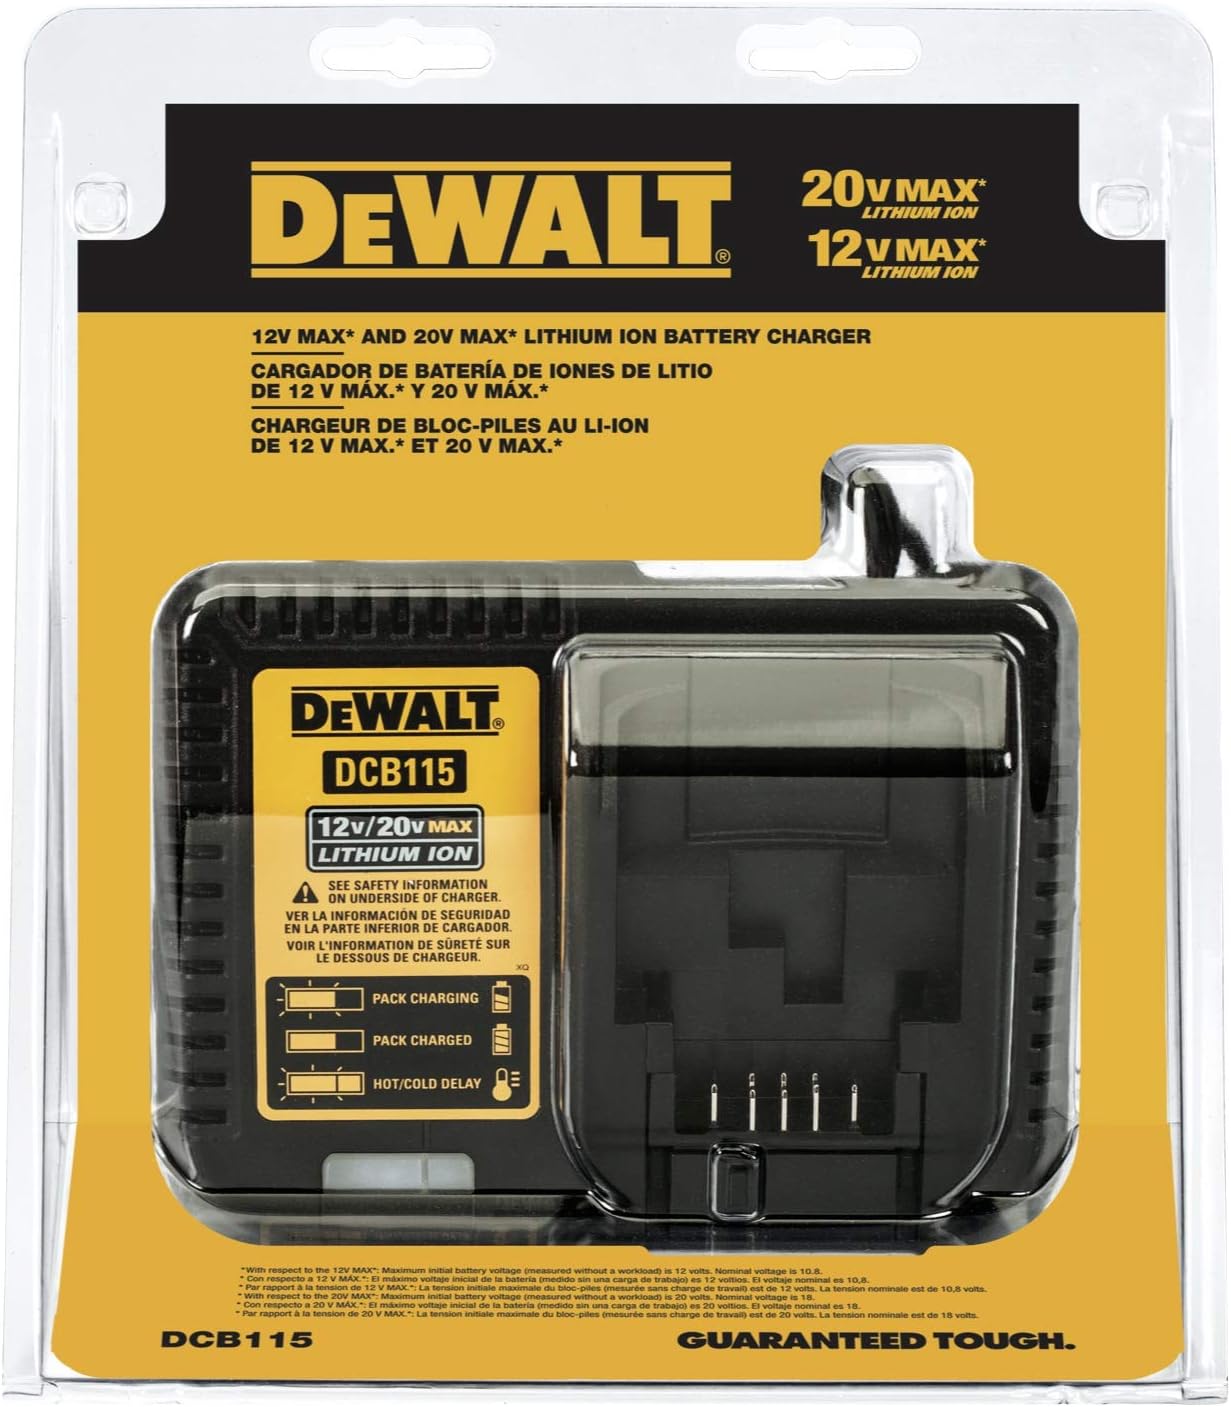 DEWALT®
20V MAX*
LITHIUM ION
12V MAX*
LITHIUM ION
12V MAX* AND 20V MAX* LITHIUM ION BATTERY CHARGER
CARGADOR DE BATERÍA DE IONES DE LITIO
DE 12 V MÁX.* Y 20 V MÁX.*
CHARGEUR DE BLOC-PILES AU LI-ION
DE 12 V MAX.* ET 20 V MAX.*
DEWALT®
DCB115
12V/20V MAX
LITHIUM ION
SEE SAFETY INFORMATION
ON UNDERSIDE OF CHARGER.
VER LA INFORMACIÓN DE SEGURIDAD
EN LA PARTE INFERIOR DE CARGADOR.
VOIR L'INFORMATION DE SÛRETÉ SUR
LE DESSOUS DE CHARGEUR.
XQ
PACK CHARGING
PACK CHARGED
HOT/COLD DELAY
*With respect to the 12V MAX*: Maximum initial battery voltage (measured without a workload) is 12 volts. Nominal voltage is 10.8.
* Con respecto a 12 V MÁX.*: El máximo voltaje inicial de la batería (medido sin una carga de trabajo) es 12 voltios. El voltaje nominal es 10,8.
* Par rapport à la tension de 12 V MAX.*: La tension initiale maximale du bloc-piles (mesurée sans charge de travail) est de 12 volts. La tension nominale est de 10,8 volts.
* With respect to the 20V MAX*: Maximum initial battery voltage (measured without a workload) is 20 volts. Nominal voltage is 18.
* Con respecto a 20 V MÁX.*: El máximo voltaje inicial de la batería (medido sin una carga de trabajo) es 20 voltios. El voltaje nominal es 18.
* Par rapport à la tension de 20 V MAX.*: La tension initiale maximale du bloc-piles (mesurée sans charge de travail) est de 20 volts. La tension nominale est de 18 volts.
DCB115
GUARANTEED TOUGH.